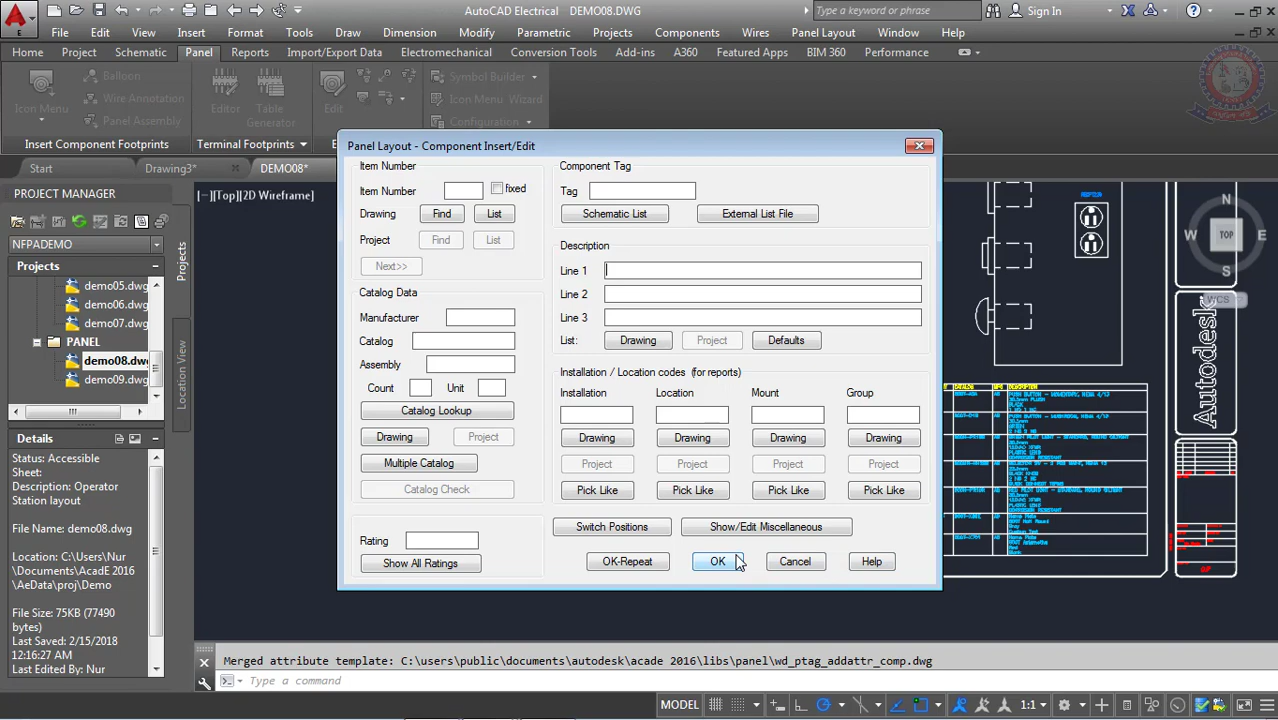 AutoCAD Electrical DEMO08.DWG
Type a keyword or phrase
Sign In
File Edit View Insert Format Tools Draw Dimension Modify Parametric Projects Components Wires Panel Layout Window Help
Home Project Schematic Panel Reports Import/Export Data Electromechanical Conversion Tools Add-ins A360 Featured Apps BIM 360 Performance
Icon Menu
Balloon
Wire Annotation
Panel Assembly
Editor
Table Generator
Edit
Symbol Builder
Icon Menu Wizard
Configuration
Insert Component Footprints
Terminal Footprints
Start
Drawing3*
DEMO08*
PROJECT MANAGER
NFPADEMO
Projects
demo05.dwg
demo06.dwg
demo07.dwg
PANEL
demo08.dwg
demo09.dwg
Projects
Location View
Details
Status: Accessible
Sheet:
Description: Operator
Station layout
File Name: demo08.dwg
Location: C:\Users\Nur
\Documents\AcadE 2016
\AeData\proj\Demo
File Size: 75KB (77490
bytes)
Last Saved: 2/15/2018
12:16:27 AM
Last Edited By: Nur
[−][Top][2D Wireframe]
Panel Layout - Component Insert/Edit
Item Number
Item Number
fixed
Drawing Find List
Project Find List
Next>>
Catalog Data
Manufacturer
Catalog
Assembly
Count Unit
Catalog Lookup
Drawing Project
Multiple Catalog
Catalog Check
Rating
Show All Ratings
Component Tag
Tag
Schematic List External List File
Description
Line 1
Line 2
Line 3
List: Drawing Project Defaults
Installation / Location codes (for reports)
Installation Location Mount Group
Drawing Drawing Drawing Drawing
Project Project Project Project
Pick Like Pick Like Pick Like Pick Like
Switch Positions Show/Edit Miscellaneous
OK-Repeat OK Cancel Help
N
W TOP E
S
WCS
Autodesk
Merged attribute template: C:\users\public\documents\autodesk\acade 2016\libs\panel\wd_ptag_addattr_comp.dwg
Type a command
MODEL
1:1